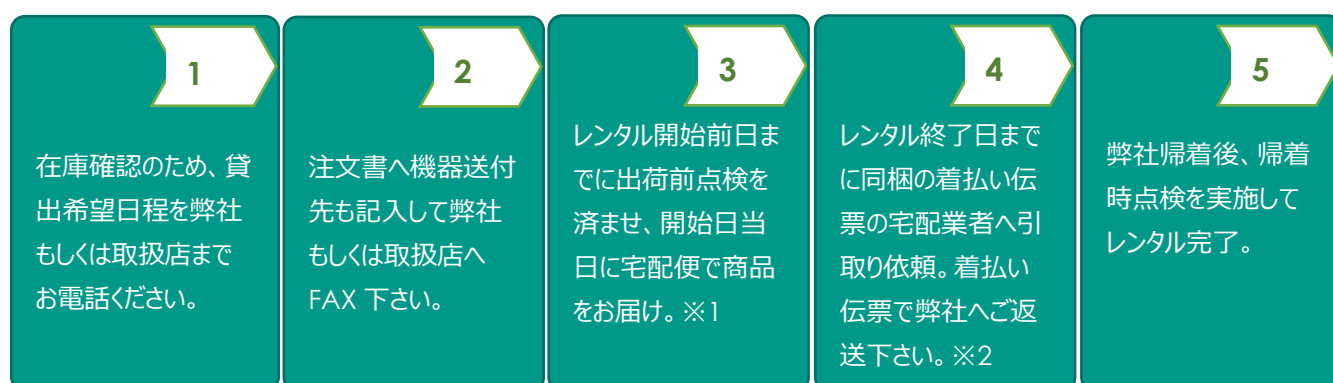 1
在庫確認のため、貸
出希望日程を弊社
もしくは取扱店まで
お電話ください。
2
注文書へ機器送付
先も記入して弊社
もしくは取扱店へ
FAX 下さい。
3
レンタル開始前日ま
でに出荷前点検を
済ませ、開始日当
日に宅配便で商品
をお届け。※1
4
レンタル終了日まで
に同梱の着払い伝
票の宅配業者へ引
取り依頼。着払い
伝票で弊社へご返
送下さい。※2
5
弊社帰着後、帰着
時点検を実施して
レンタル完了。